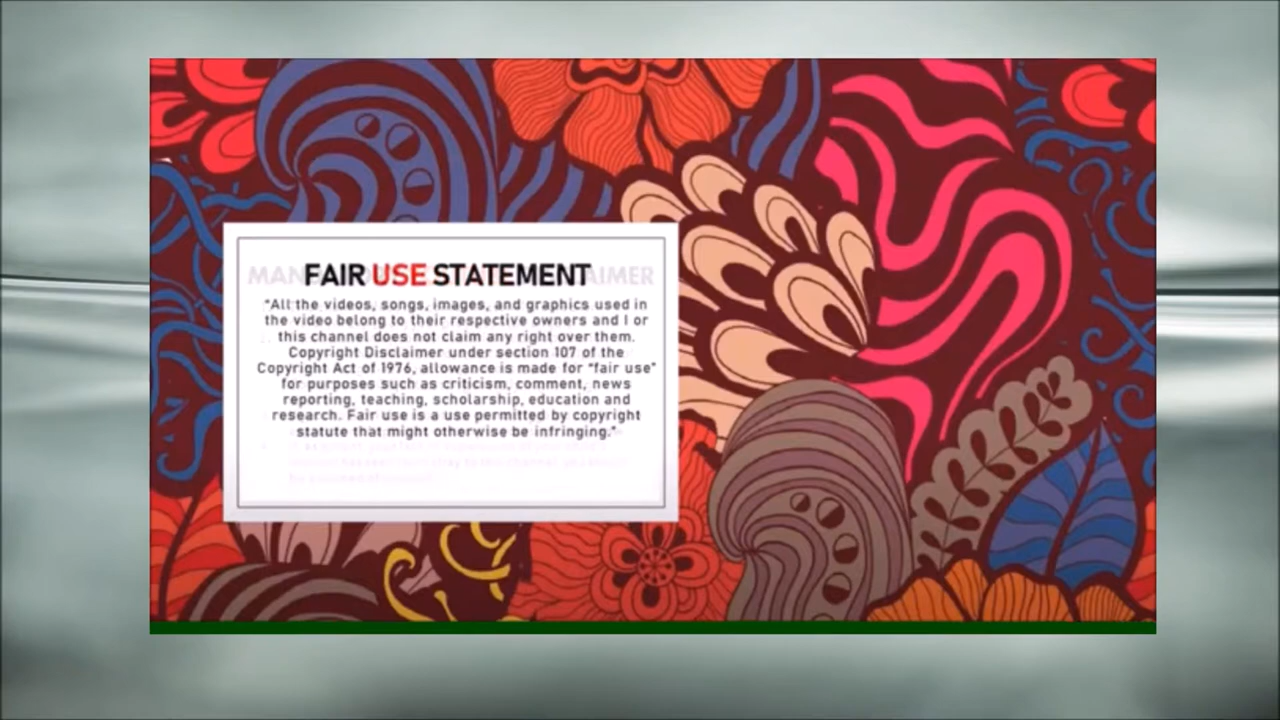 FAIR USE STATEMENT
"All the videos, songs, images, and graphics used in
the video belong to their respective owners and I or
this channel does not claim any right over them.
Copyright Disclaimer under section 107 of the
Copyright Act of 1976, allowance is made for "fair use"
for purposes such as criticism, comment, news
reporting, teaching, scholarship, education and
research. Fair use is a use permitted by copyright
statute that might otherwise be infringing."